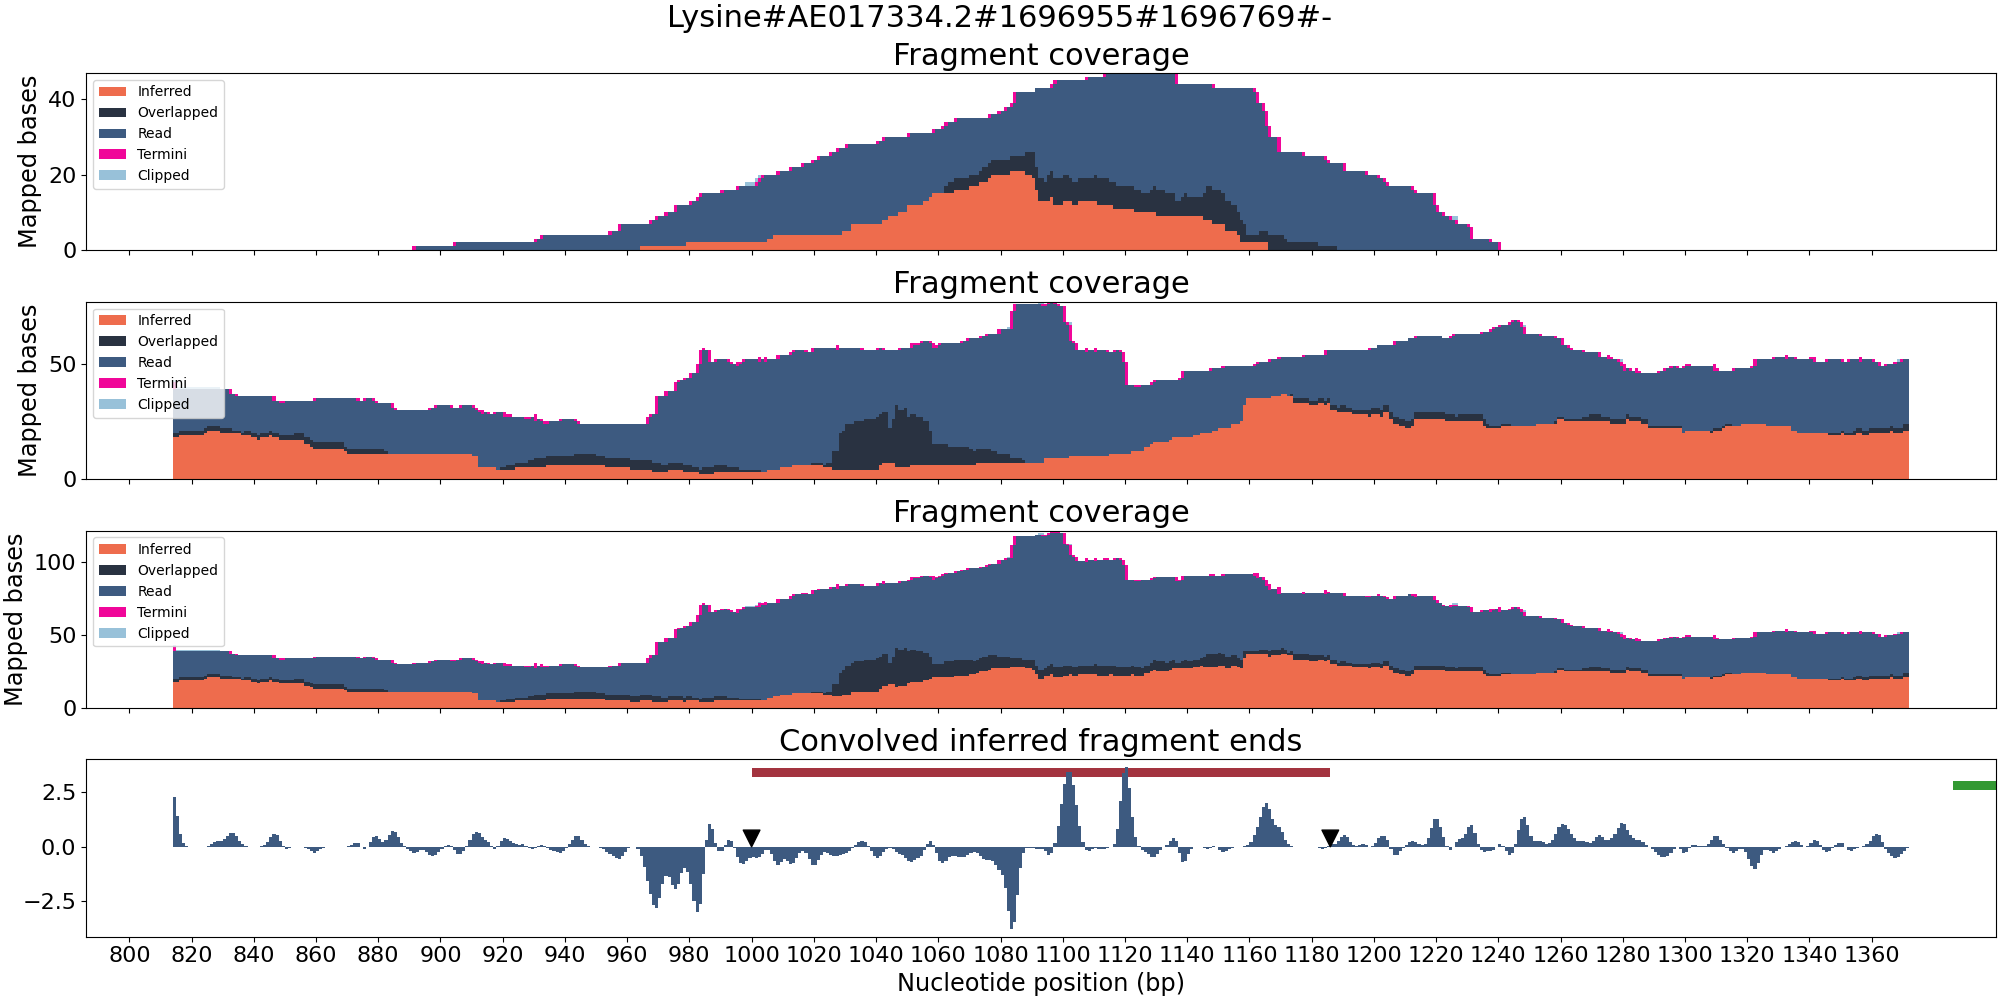 Lysine#AE017334.2#1696955#1696769#-
Fragment coverage
Mapped bases
40
20
0
Inferred
Overlapped
Read
Termini
Clipped
Fragment coverage
Mapped bases
50
0
Inferred
Overlapped
Read
Termini
Clipped
Fragment coverage
Mapped bases
100
50
0
Inferred
Overlapped
Read
Termini
Clipped
Convolved inferred fragment ends
2.5
0.0
−2.5
800 820 840 860 880 900 920 940 960 980 1000 1020 1040 1060 1080 1100 1120 1140 1160 1180 1200 1220 1240 1260 1280 1300 1320 1340 1360
Nucleotide position (bp)